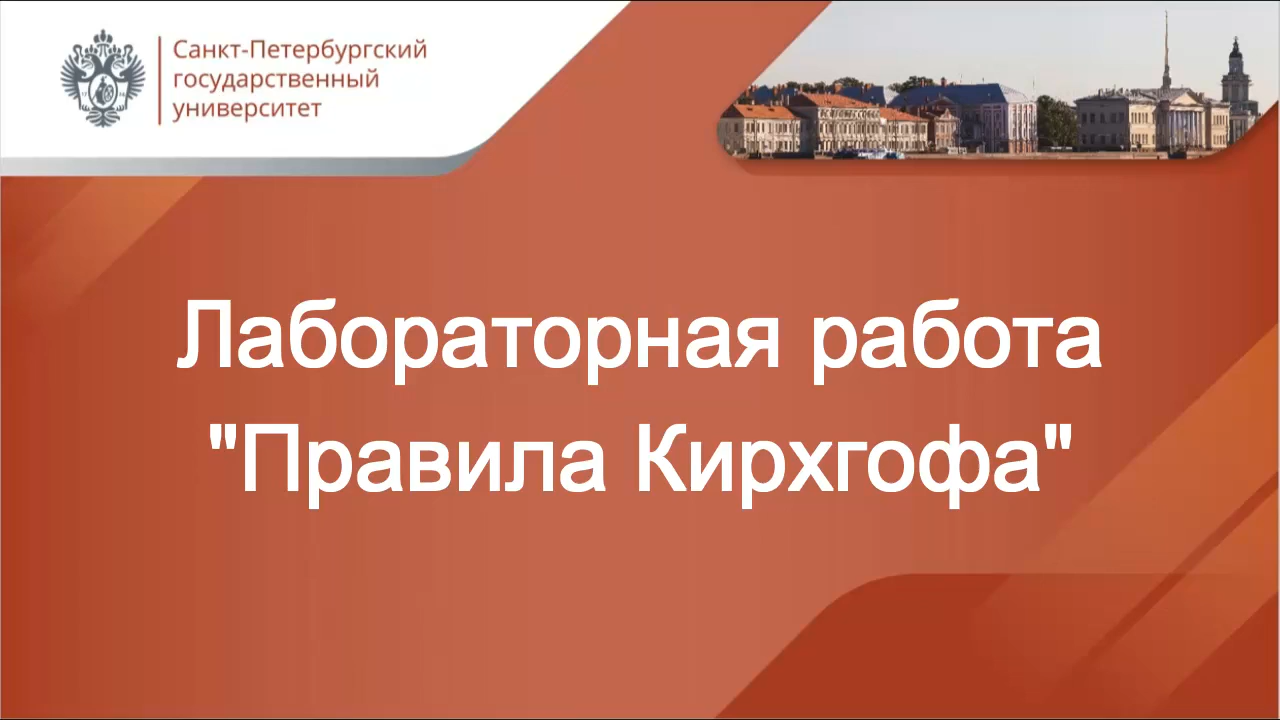 Санкт-Петербургский
государственный
университет
Лабораторная работа
"Правила Кирхгофа"